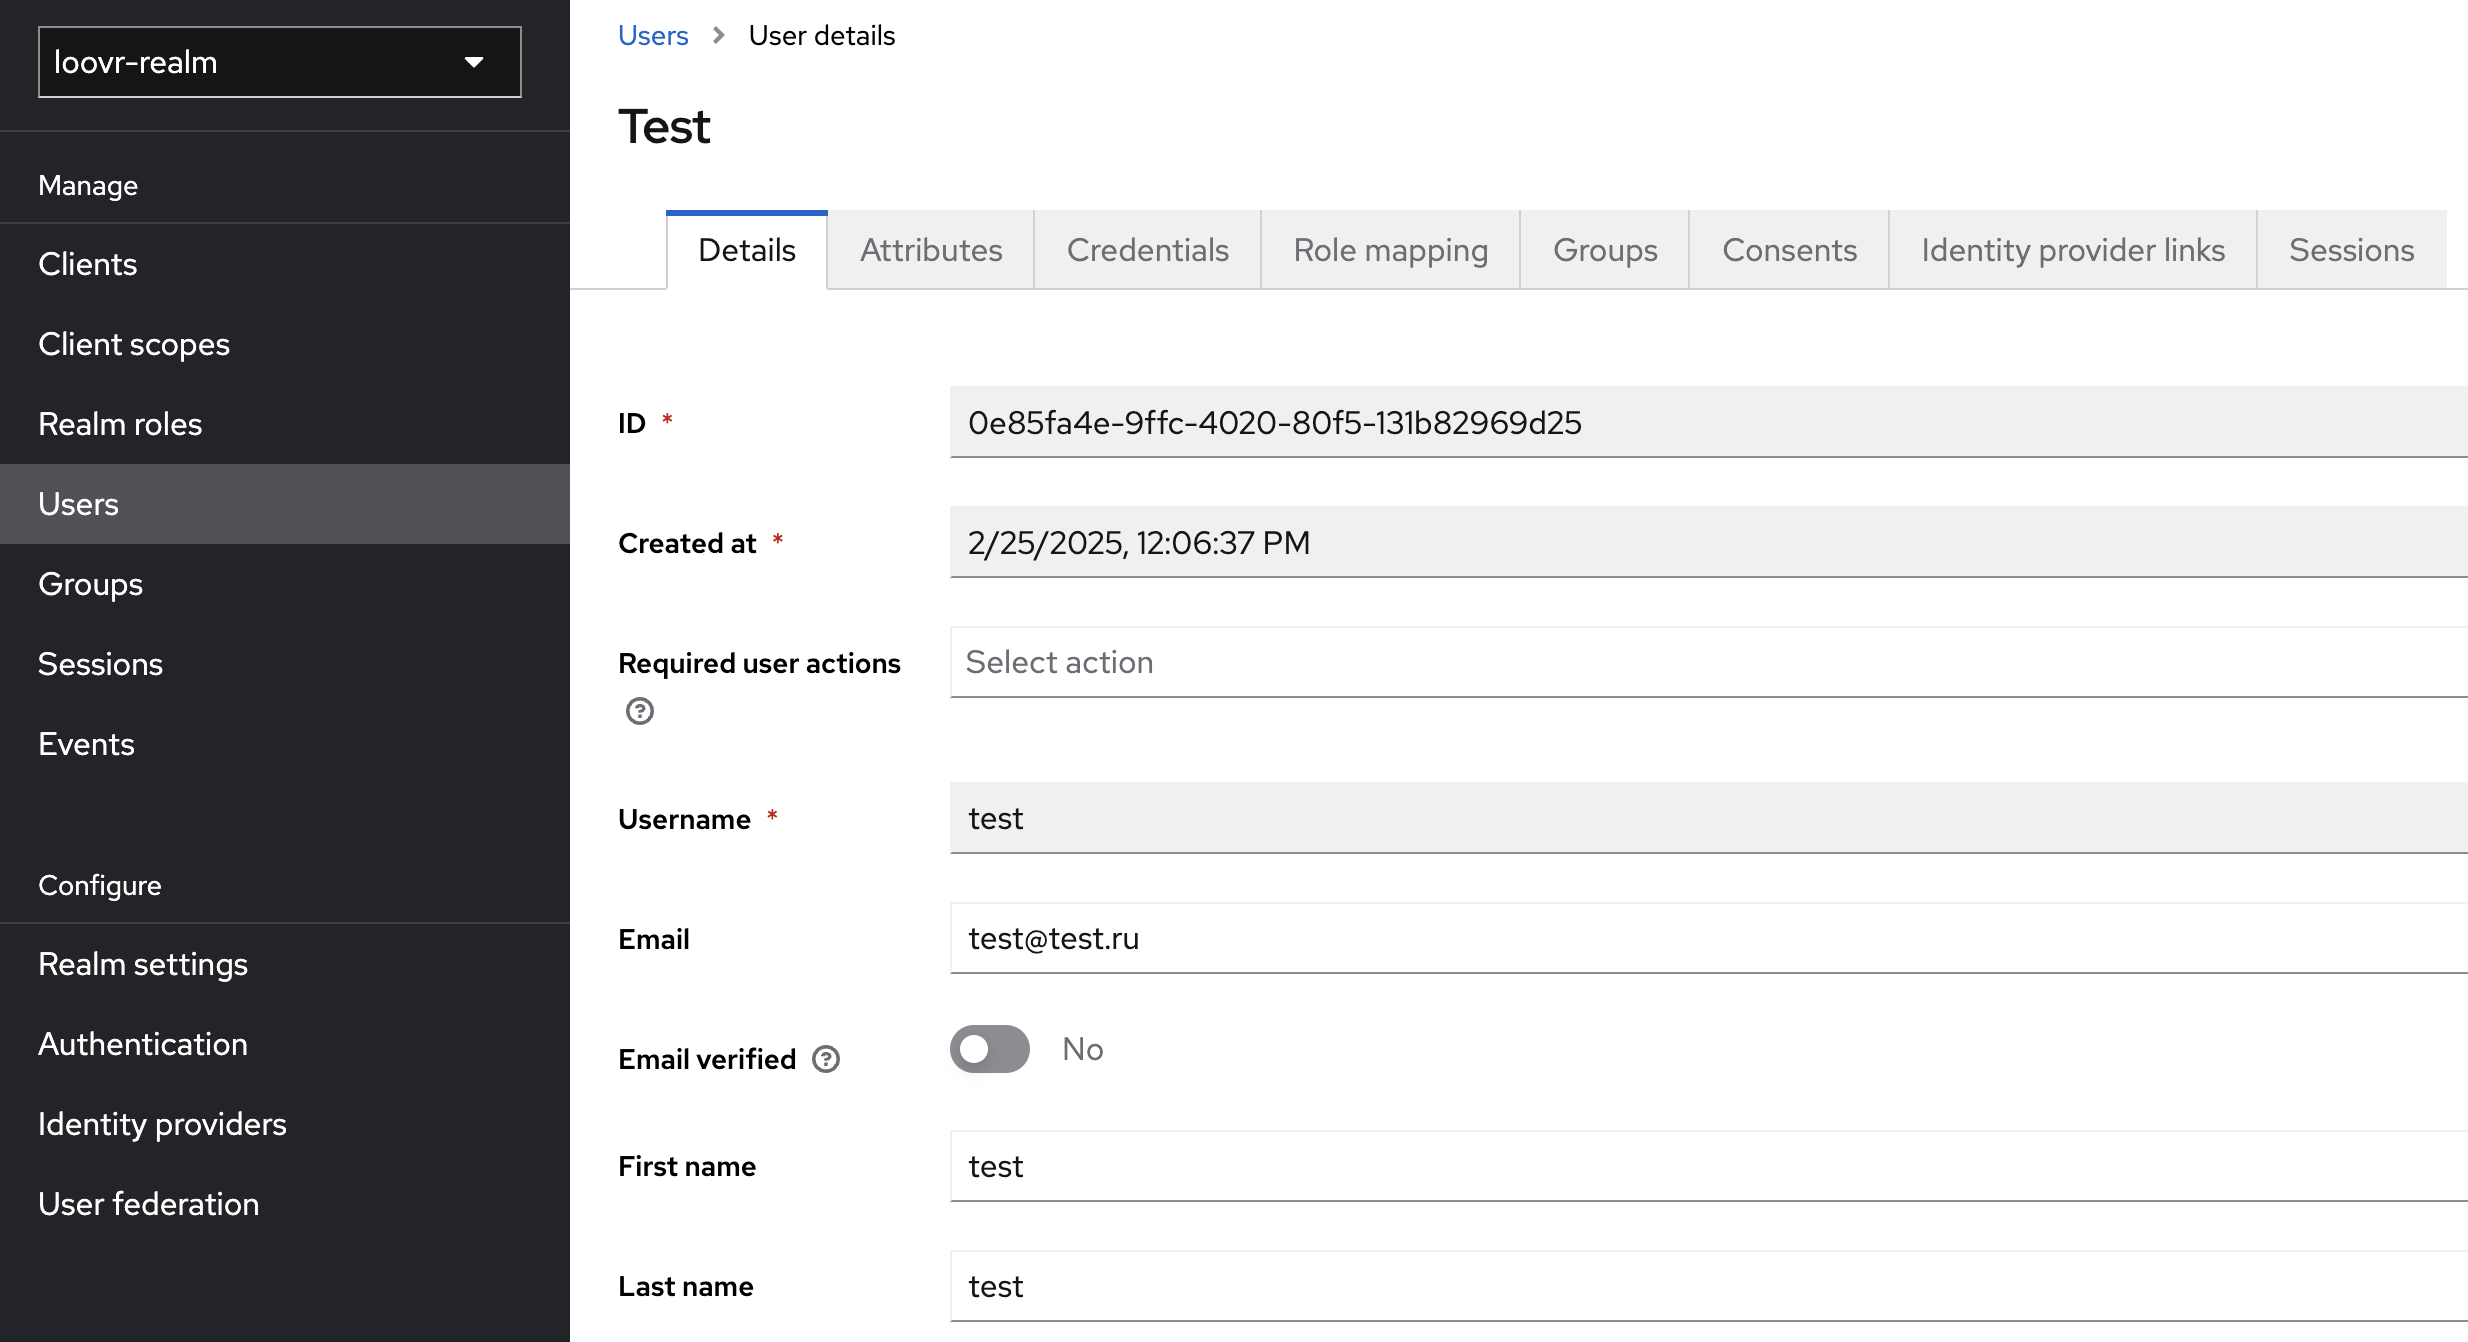 loovr-realm
Manage
Clients
Client scopes
Realm roles
Users
Groups
Sessions
Events
Configure
Realm settings
Authentication
Identity providers
User federation
Users > User details
Test
Details Attributes Credentials Role mapping Groups Consents Identity provider links Sessions
ID * 0e85fa4e-9ffc-4020-80f5-131b82969d25
Created at * 2/25/2025, 12:06:37 PM
Required user actions Select action
Username * test
Email test@test.ru
Email verified No
First name test
Last name test